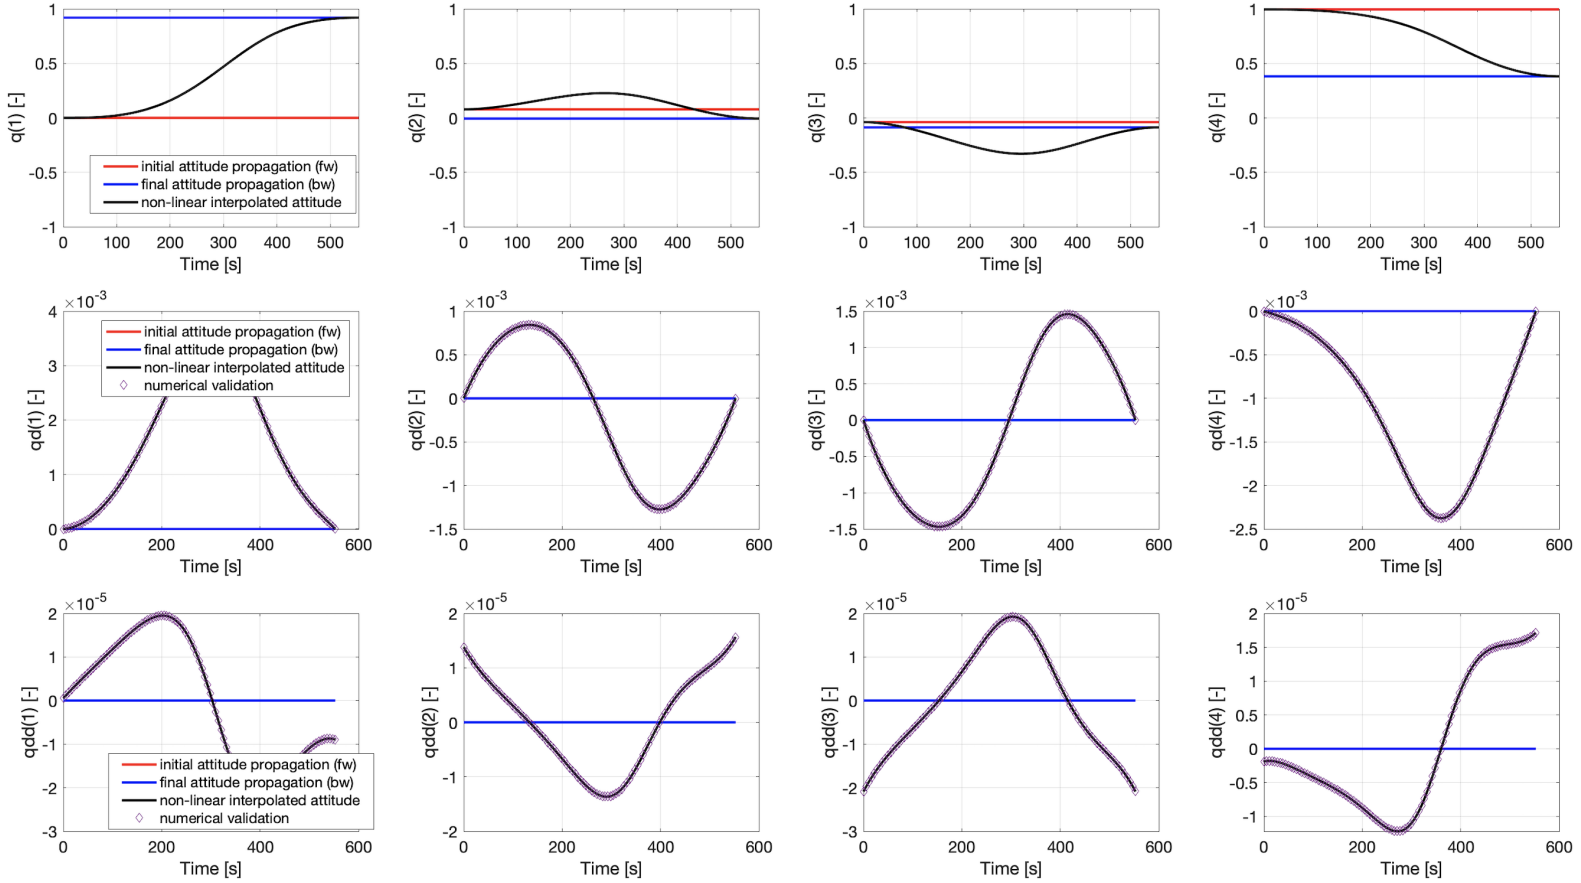 1
0.5
0
-0.5
-1
q(1) [-]
initial attitude propagation (fw)
final attitude propagation (bw)
non-linear interpolated attitude
0 100 200 300 400 500
Time [s]
1
0.5
0
-0.5
-1
q(2) [-]
0 100 200 300 400 500
Time [s]
1
0.5
0
-0.5
-1
q(3) [-]
0 100 200 300 400 500
Time [s]
1
0.5
0
-0.5
-1
q(4) [-]
0 100 200 300 400 500
Time [s]
×10-3
4
3
2
1
0
qd(1) [-]
initial attitude propagation (fw)
final attitude propagation (bw)
non-linear interpolated attitude
numerical validation
0 200 400 600
Time [s]
×10-3
1
0.5
0
-0.5
-1
-1.5
qd(2) [-]
0 200 400 600
Time [s]
×10-3
1.5
1
0.5
0
-0.5
-1
-1.5
qd(3) [-]
0 200 400 600
Time [s]
×10-3
0
-0.5
-1
-1.5
-2
-2.5
qd(4) [-]
0 200 400 600
Time [s]
×10-5
2
1
0
-1
-2
-3
qdd(1) [-]
initial attitude propagation (fw)
final attitude propagation (bw)
non-linear interpolated attitude
numerical validation
0 200 400 600
Time [s]
×10-5
2
1
0
-1
-2
qdd(2) [-]
0 200 400 600
Time [s]
×10-5
2
1
0
-1
-2
-3
qdd(3) [-]
0 200 400 600
Time [s]
×10-5
2
1.5
1
0.5
0
-0.5
-1
qdd(4) [-]
0 200 400 600
Time [s]